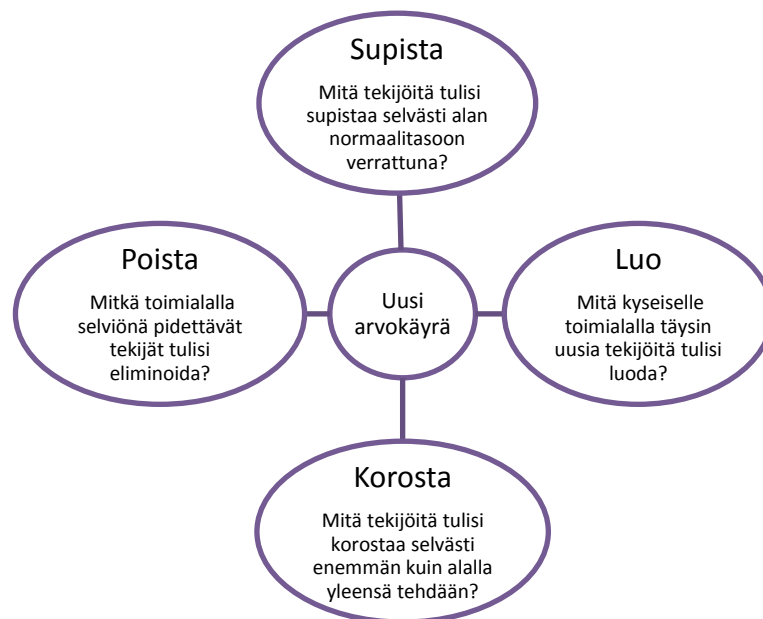 Supista
Mitä tekijöitä tulisi
supistaa selvästi alan
normaalitasoon
verrattuna?
Poista
Mitkä toimialalla
selviönä pidettävät
tekijät tulisi
eliminoida?
Uusi
arvokäyrä
Luo
Mitä kyseiselle
toimialalla täysin
uusia tekijöitä tulisi
luoda?
Korosta
Mitä tekijöitä tulisi
korostaa selvästi
enemmän kuin alalla
yleensä tehdään?